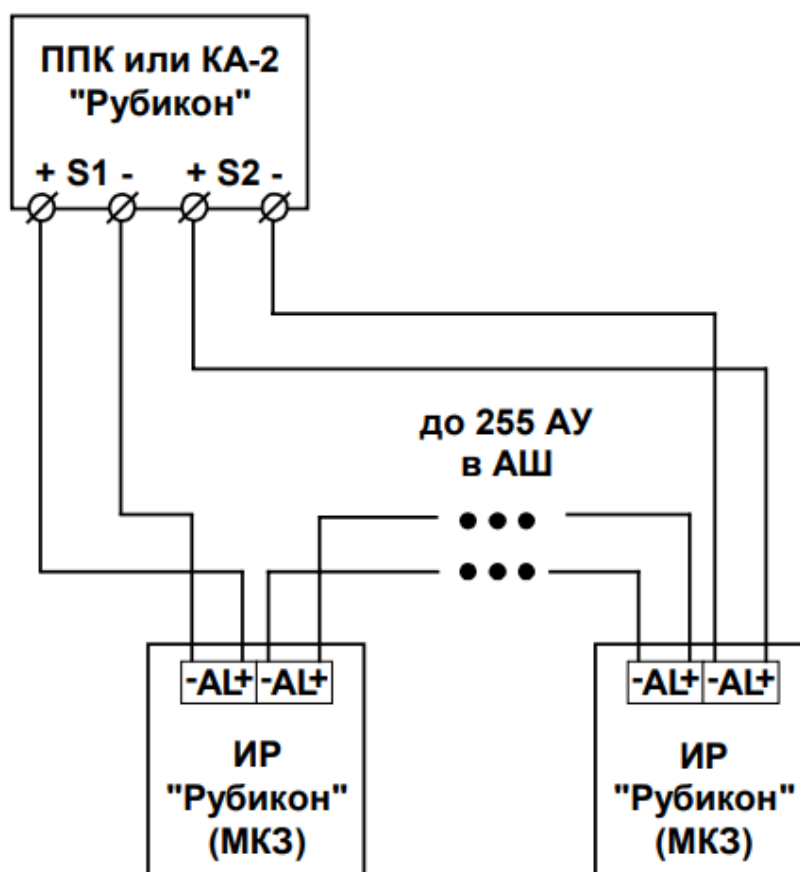 ППК или КА-2
"Рубикон"
+ S1 - + S2 -
до 255 АУ
в АШ
-AL+ -AL+
-AL+ -AL+
ИР
"Рубикон"
(МКЗ)
ИР
"Рубикон"
(МКЗ)